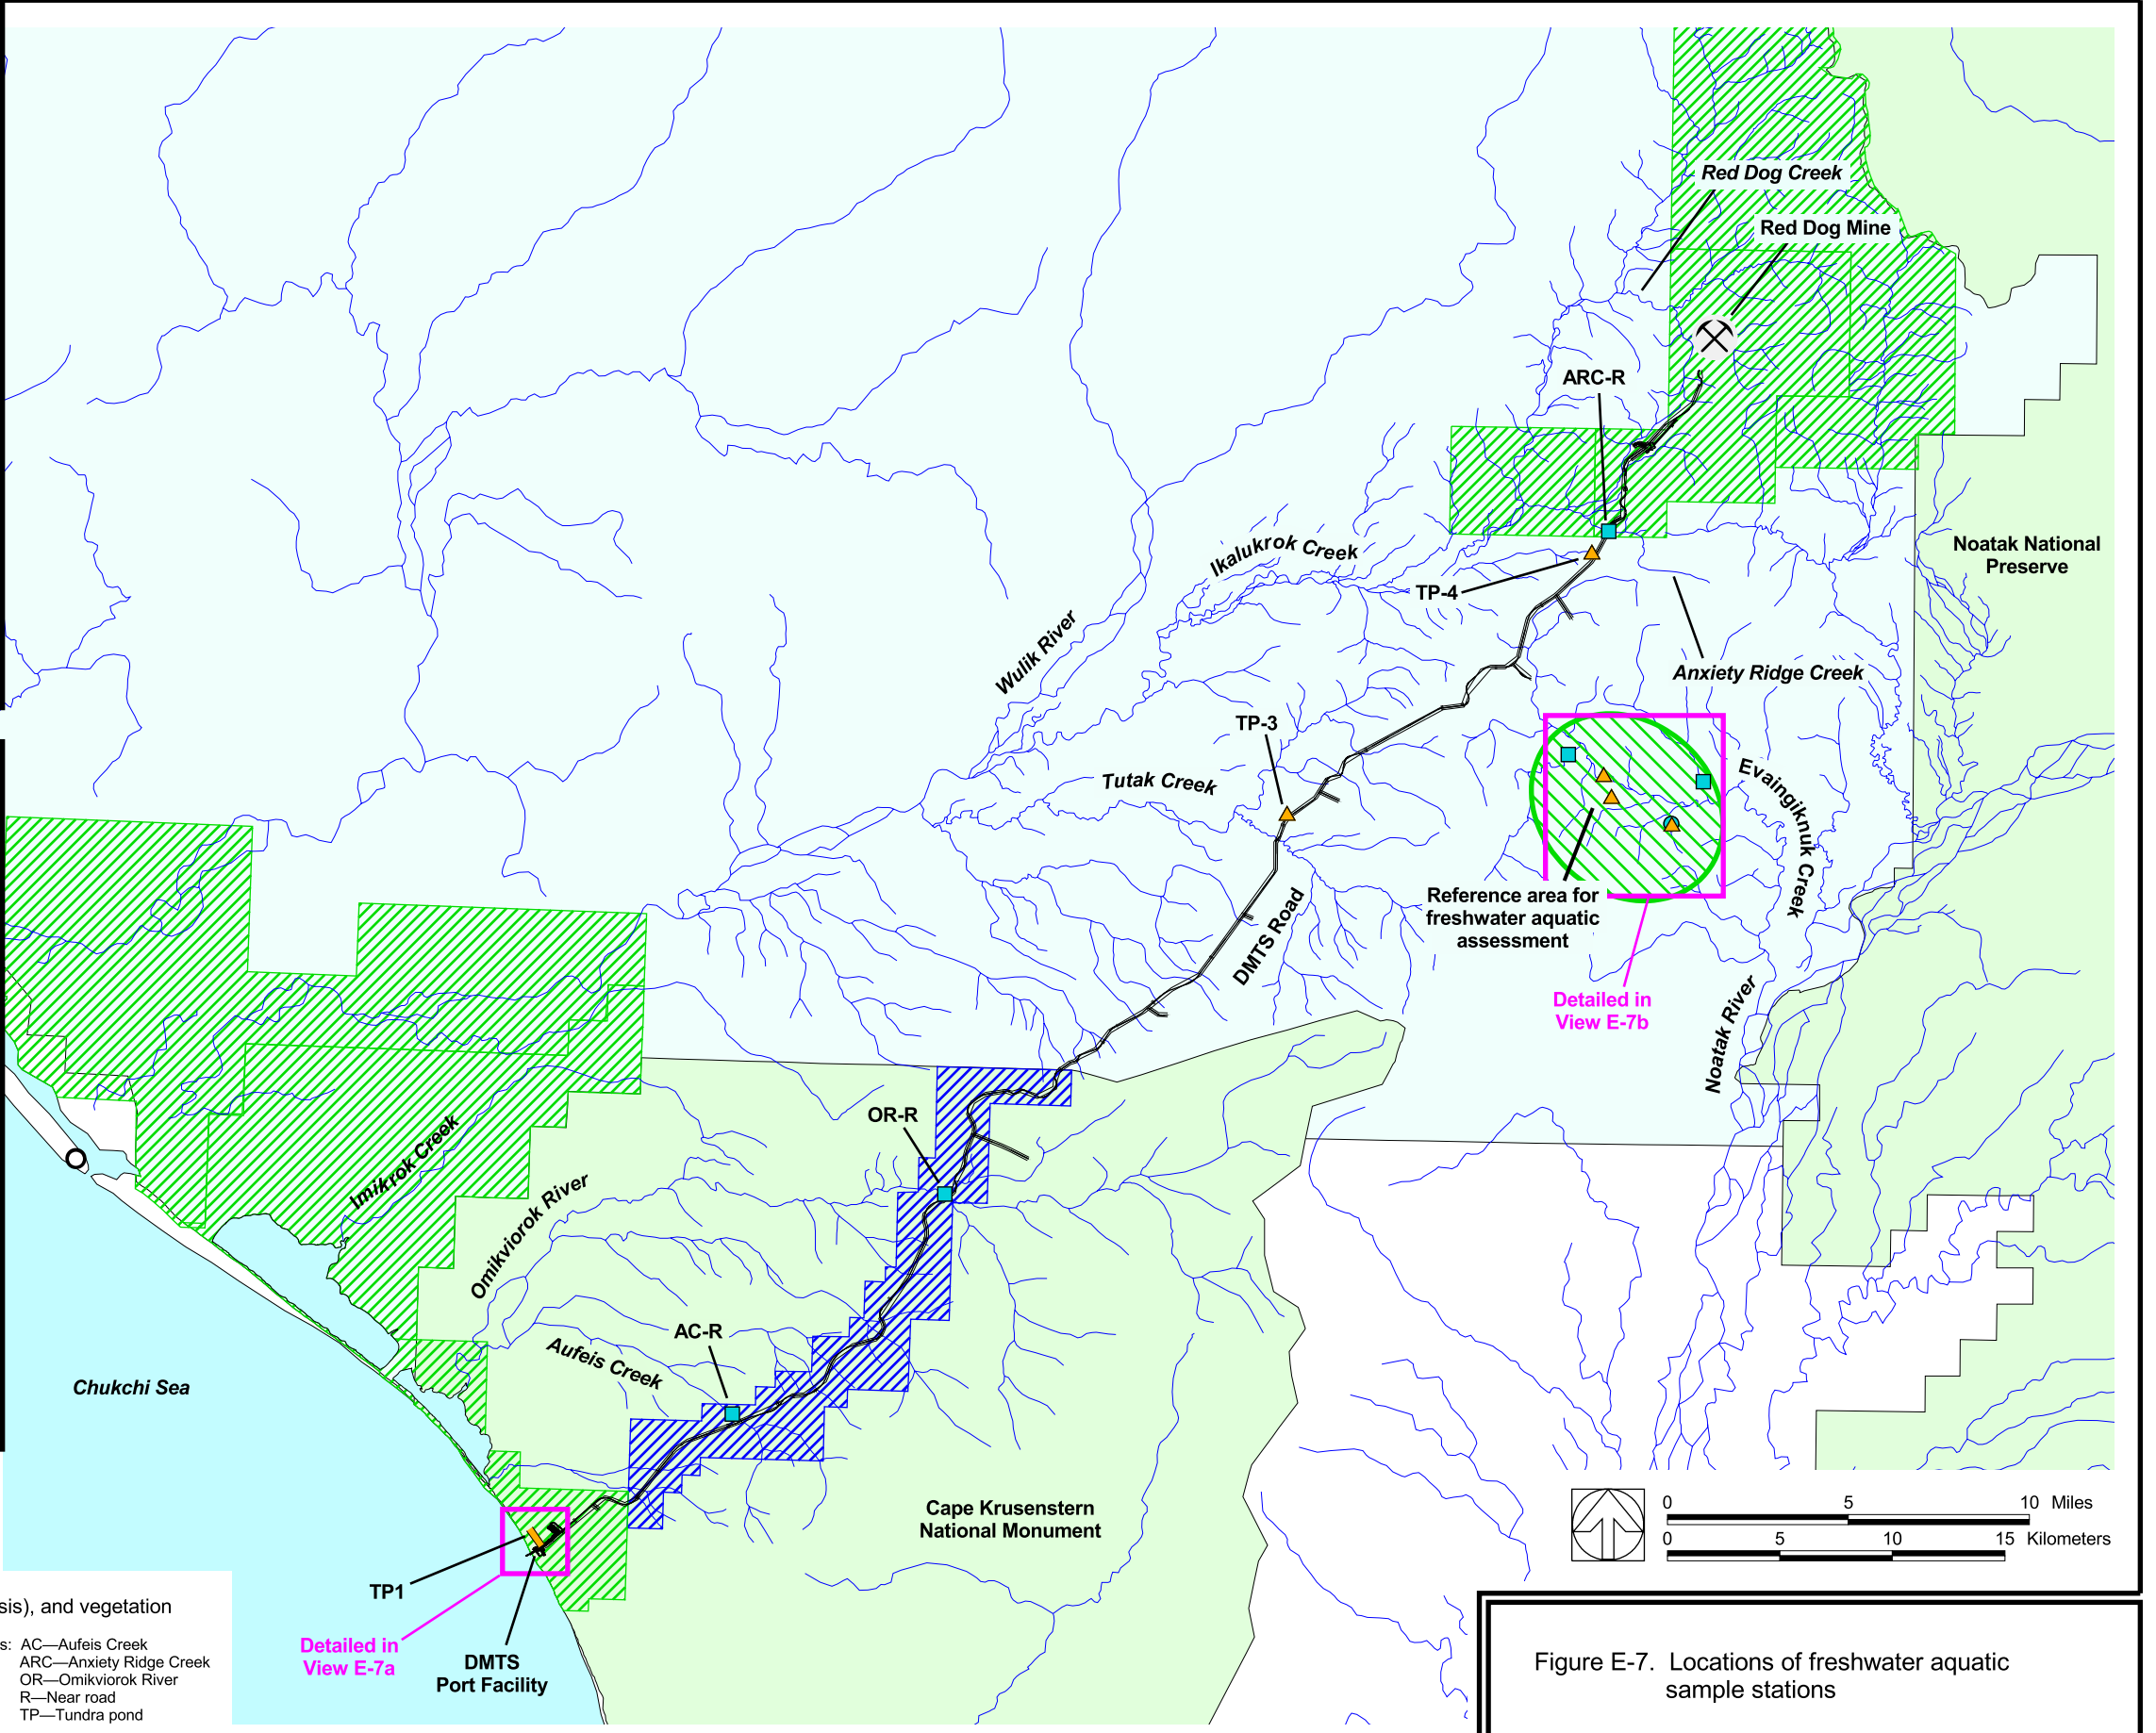 Red Dog Creek
Red Dog Mine
ARC-R
Ikalukrok Creek
TP-4
Noatak National
Preserve
Wulik River
Anxiety Ridge Creek
TP-3
Tutak Creek
Evaingiknuk Creek
Reference area for
freshwater aquatic
assessment
DMTS Road
Detailed in
View E-7b
Noatak River
OR-R
Imikrok Creek
Omikviorok River
AC-R
Aufeis Creek
Chukchi Sea
Cape Krusenstern
National Monument
0 5 10 Miles
0 5 10 15 Kilometers
TP1
Detailed in
View E-7a
DMTS
Port Facility
sis), and vegetation
s: AC—Aufeis Creek
ARC—Anxiety Ridge Creek
OR—Omikviorok River
R—Near road
TP—Tundra pond
Figure E-7. Locations of freshwater aquatic
sample stations